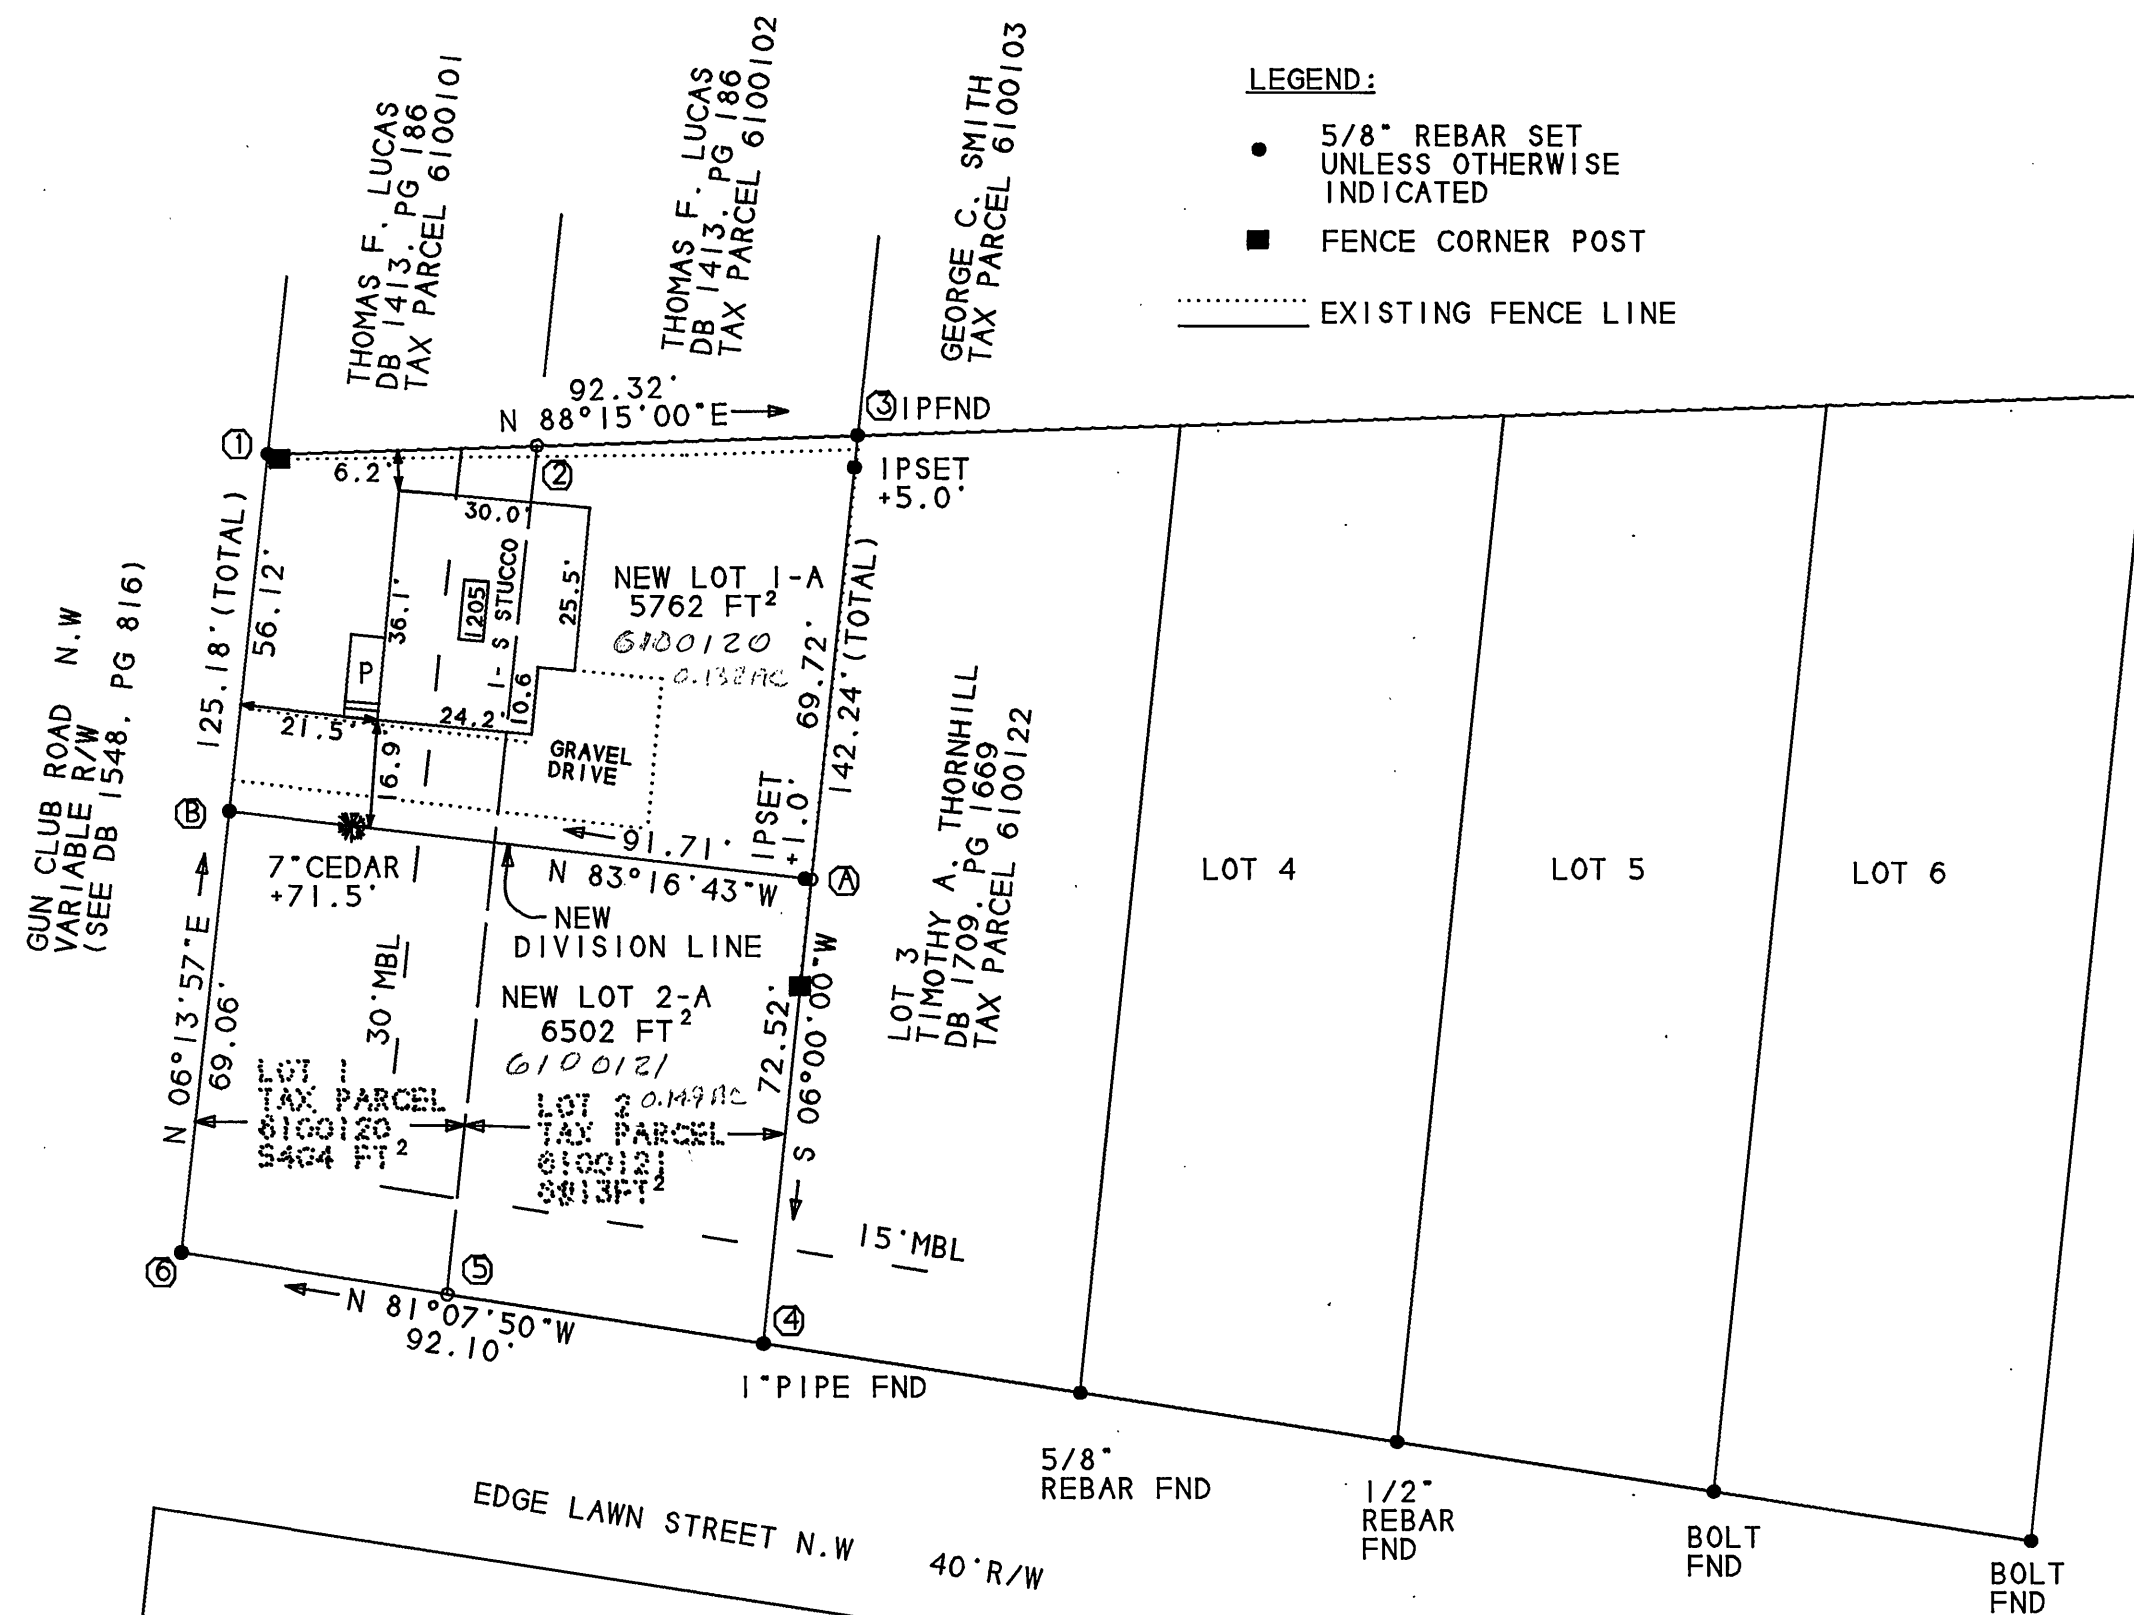 THOMAS F. LUCAS
DB 1413, PG 186
TAX PARCEL 6100101
THOMAS F. LUCAS
DB 1413, PG 186
TAX PARCEL 6100102
GEORGE C. SMITH
TAX PARCEL 6100103
LEGEND:
5/8" REBAR SET
UNLESS OTHERWISE
INDICATED
FENCE CORNER POST
EXISTING FENCE LINE
92.32'
N 88°15'00"E
3 IPFND
1
2
IPSET
+5.0'
6.2'
30.0'
125.18'(TOTAL)
56.12'
36.1'
1205
1-S STUCCO
25.5'
NEW LOT 1-A
5762 FT2
6100120
0.132AC
69.72'
142.24'(TOTAL)
P
21.5'
24.2'
10.6
16.9'
GRAVEL
DRIVE
IPSET
+1.0'
GUN CLUB ROAD N.W
VARIABLE R/W
(SEE DB 1548, PG 816)
B
7"CEDAR
+71.5'
91.71'
N 83°16'43"W
A
NEW
DIVISION LINE
LOT 3
TIMOTHY A. THORNHILL
DB 1709, PG 1669
TAX PARCEL 6100122
LOT 4
LOT 5
LOT 6
N 06°13'57"E
69.06'
30'MBL
NEW LOT 2-A
6502 FT2
6100121
0.149AC
72.52'
S 06°00'00"W
LOT 1
TAX PARCEL
6100120
FT2
LOT 2
TAX PARCEL
6100121
FT2
15'MBL
6
5
4
N 81°07'50"W
92.10'
1"PIPE FND
5/8"
REBAR FND
1/2"
REBAR
FND
BOLT
FND
BOLT
FND
EDGE LAWN STREET N.W 40'R/W